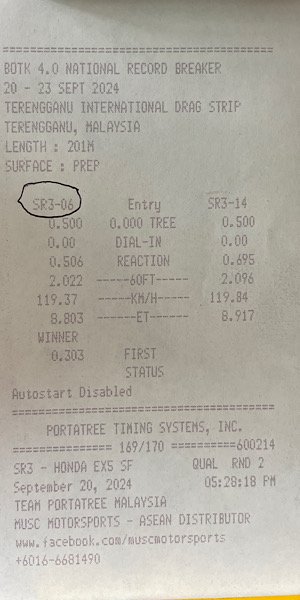 ========================================
BOTK 4.0 NATIONAL RECORD BREAKER
20 - 23 SEPT 2024
TERENGGANU INTERNATIONAL DRAG STRIP
TERENGGANU, MALAYSIA
LENGTH : 201M
SURFACE : PREP
========================================
SR3-06 Entry SR3-14
0.500 0.000 TREE 0.500
0.00 DIAL-IN 0.00
0.506 REACTION 0.695
2.022 ------60FT------ 2.096
119.37 ------KM/H------ 119.84
8.803 -------ET------- 8.917
WINNER
0.303 FIRST
STATUS
Autostart Disabled
========================================
PORTATREE TIMING SYSTEMS, INC.
=============== 169/170 ==========600214
SR3 - HONDA EX5 SF QUAL RND 2
September 20, 2024 05:28:18 PM
TEAM PORTATREE MALAYSIA
MUSC MOTORSPORTS - ASEAN DISTRIBUTOR
www.facebook.com/muscmotorsports
+6016-6681490